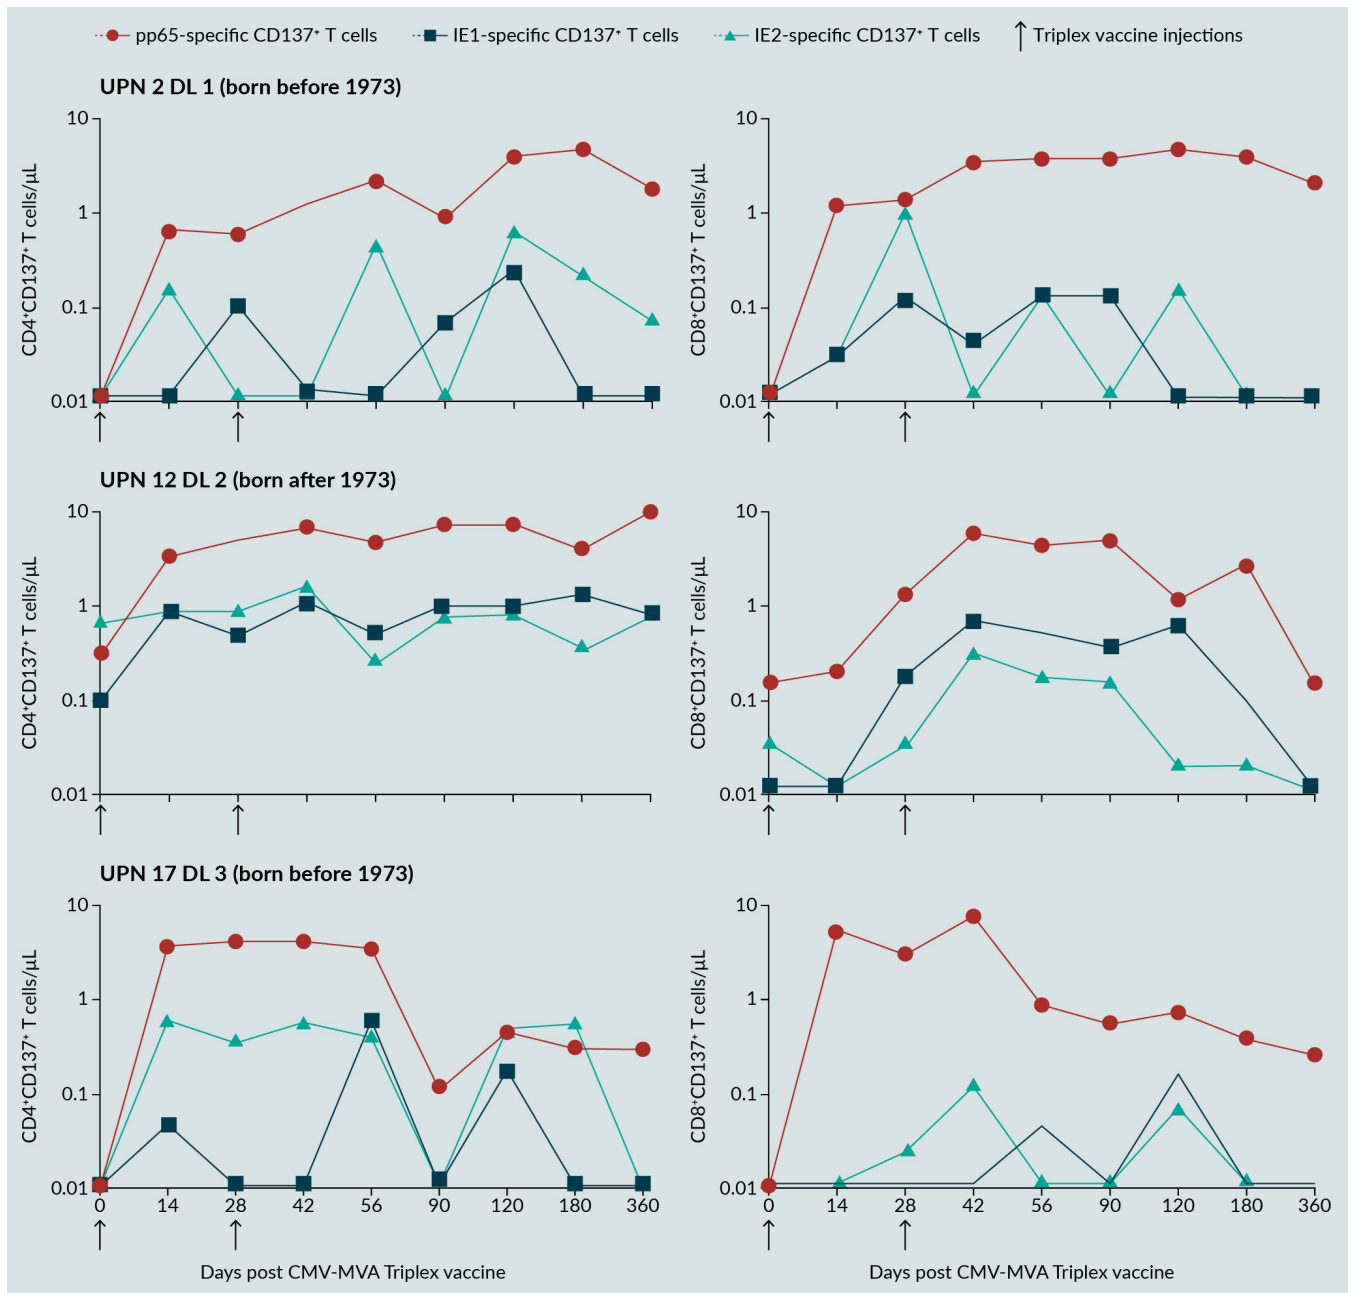 pp65-specific CD137⁺ T cells IE1-specific CD137⁺ T cells IE2-specific CD137⁺ T cells Triplex vaccine injections
UPN 2 DL 1 (born before 1973)
CD4⁺CD137⁺ T cells/µL
10
1
0.1
0.01
CD8⁺CD137⁺ T cells/µL
10
1
0.1
0.01
UPN 12 DL 2 (born after 1973)
CD4⁺CD137⁺ T cells/µL
10
1
0.1
0.01
CD8⁺CD137⁺ T cells/µL
10
1
0.1
0.01
UPN 17 DL 3 (born before 1973)
CD4⁺CD137⁺ T cells/µL
10
1
0.1
0.01
0 14 28 42 56 90 120 180 360
Days post CMV-MVA Triplex vaccine
CD8⁺CD137⁺ T cells/µL
10
1
0.1
0.01
0 14 28 42 56 90 120 180 360
Days post CMV-MVA Triplex vaccine